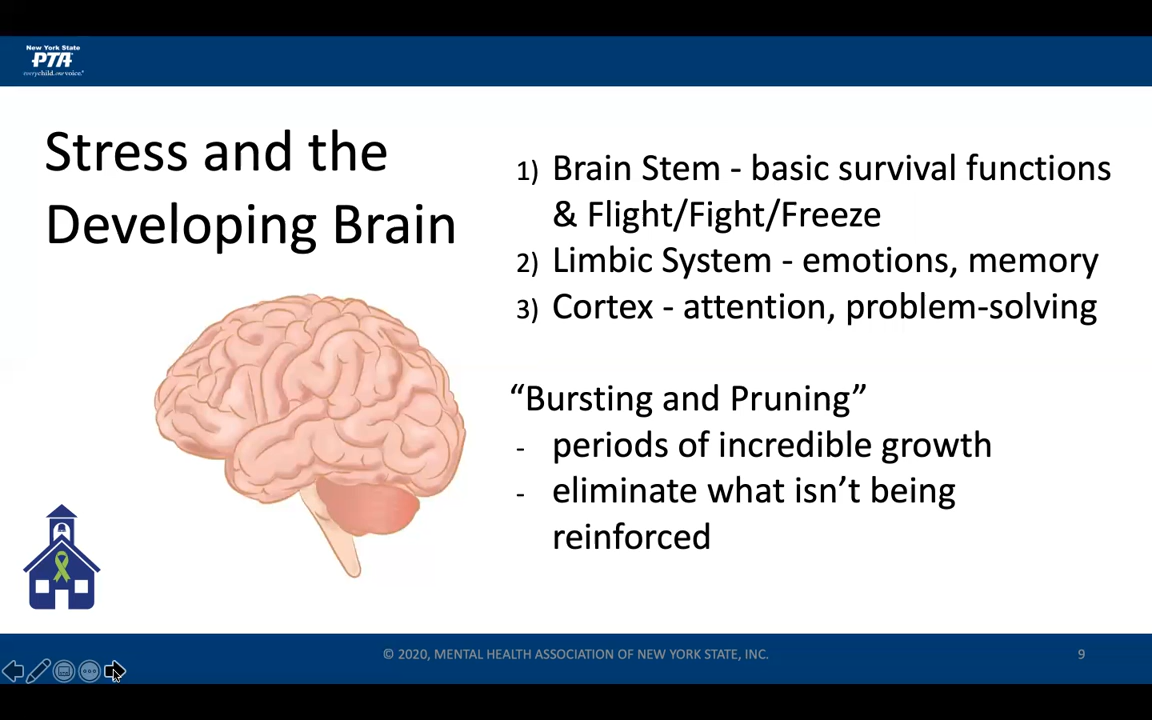 New York State
PTA
everychild.one voice.®
Stress and the
Developing Brain
1) Brain Stem - basic survival functions
& Flight/Fight/Freeze
2) Limbic System - emotions, memory
3) Cortex - attention, problem-solving
“Bursting and Pruning”
- periods of incredible growth
- eliminate what isn’t being
reinforced
© 2020, MENTAL HEALTH ASSOCIATION OF NEW YORK STATE, INC.
9